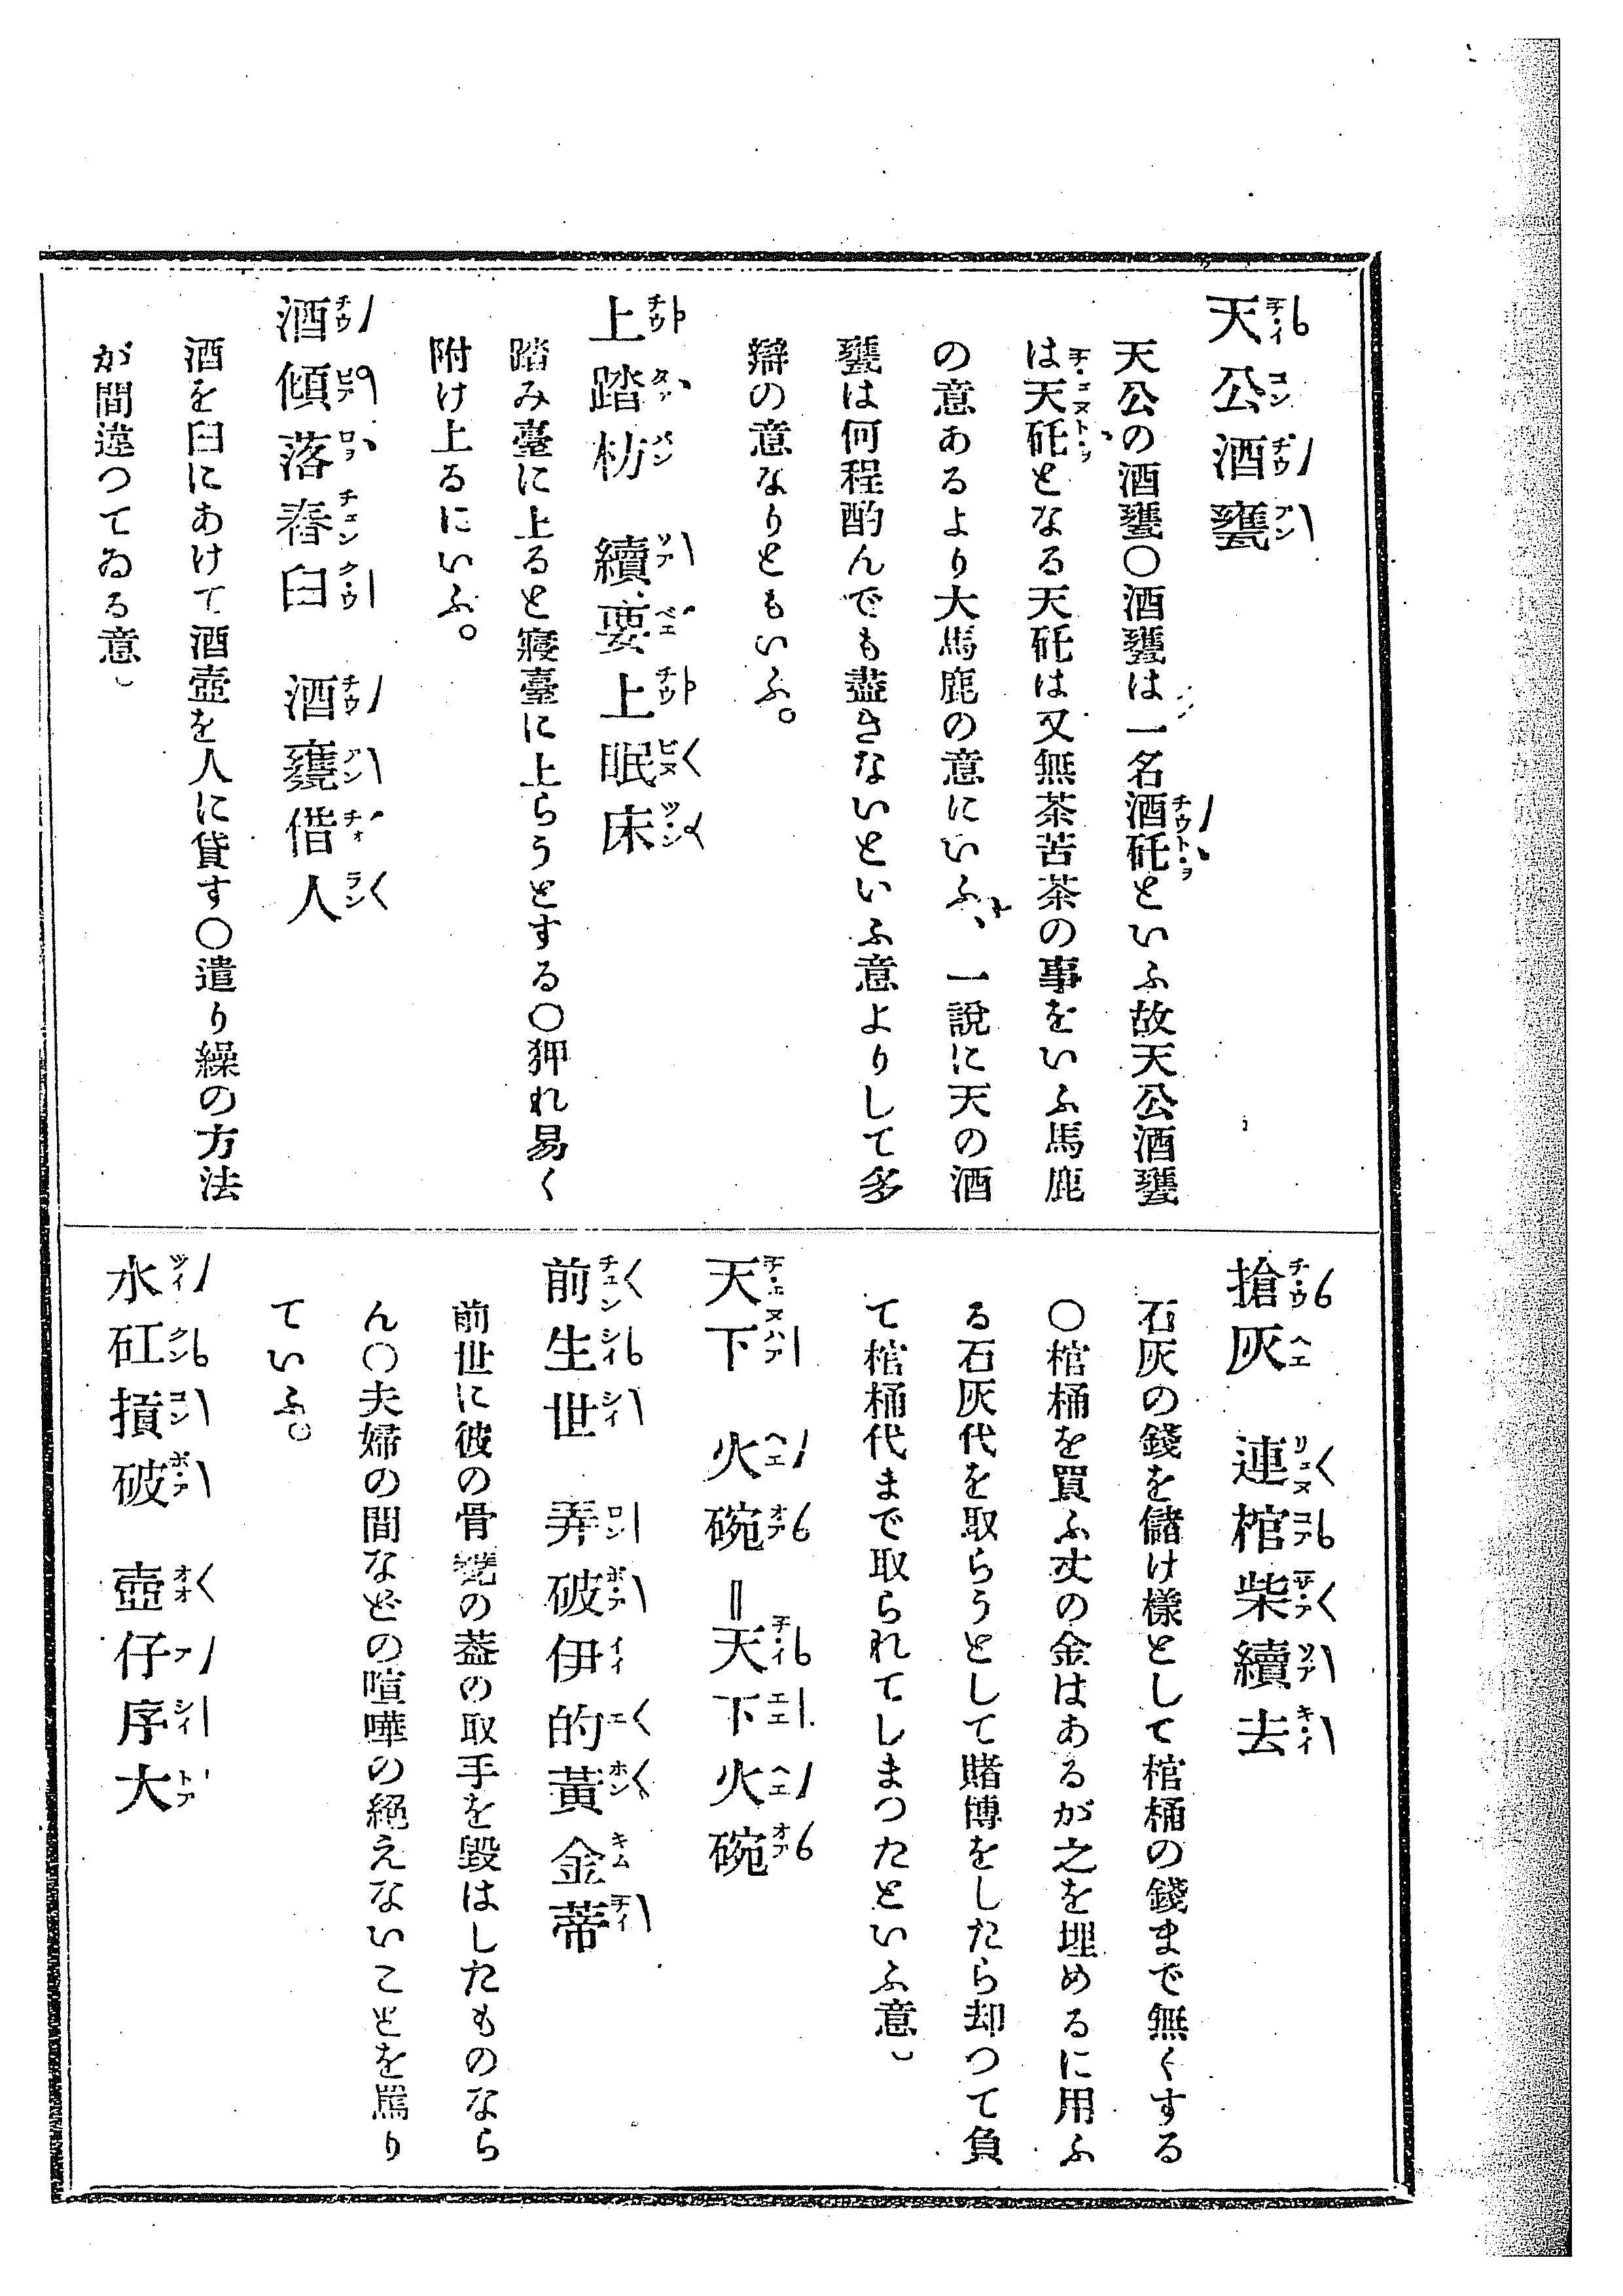 天公酒甕
天公の酒甕〇酒甕は一名酒矺といふ故天公酒甕
は天矺となる天矺は又無茶苦茶の事をいふ馬鹿
の意あるより大馬鹿の意にいふ、一說に天の酒
甕は何程酌んでも盡きないといふ意よりして多
辯の意なりともいふ。
上踏枋　續要上眠床
踏み臺に上ると寢臺に上らうとする〇狎れ易く
附け上るにいふ。
酒傾落舂臼　酒甕借人
酒を臼にあけて酒壺を人に貸す〇遣り繰の方法
が間違つてゐる意。
搶灰　連棺柴續去
石灰の錢を儲け樣として棺桶の錢まで無くする
〇棺桶を買ふ丈の金はあるが之を埋めるに用ふ
る石灰代を取らうとして賭博をしたら却つて負
て棺桶代まで取られてしまつたといふ意。
天下　火碗＝天下火碗
前生世　弄破伊的黃金蒂
前世に彼の骨甕の蓋の取手を毀はしたものなら
ん〇夫婦の間などの喧嘩の絕えないことを罵り
ていふ。
水矼摃破　壺仔序大